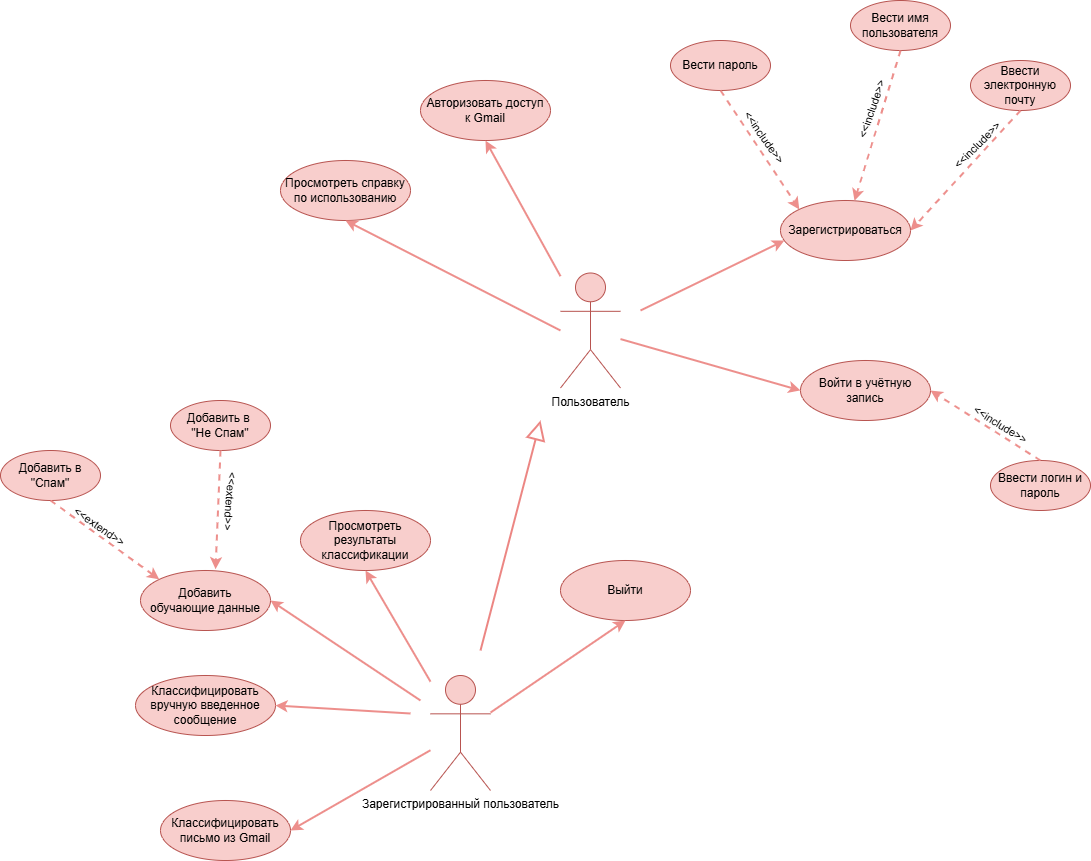 Вести имя
пользователя
Вести пароль
Ввести
электронную
почту
<<include>>
<<include>>
<<include>>
Авторизовать доступ
к Gmail
Просмотреть справку
по использованию
Зарегистрироваться
Пользователь
Войти в учётную
запись
<<include>>
Ввести логин и
пароль
Добавить в
"Не Спам"
Добавить в
"Спам"
<<extend>>
<<extend>>
Просмотреть
результаты
классификации
Добавить
обучающие данные
Выйти
Классифицировать
вручную введенное
сообщение
Зарегистрированный пользователь
Классифицировать
письмо из Gmail